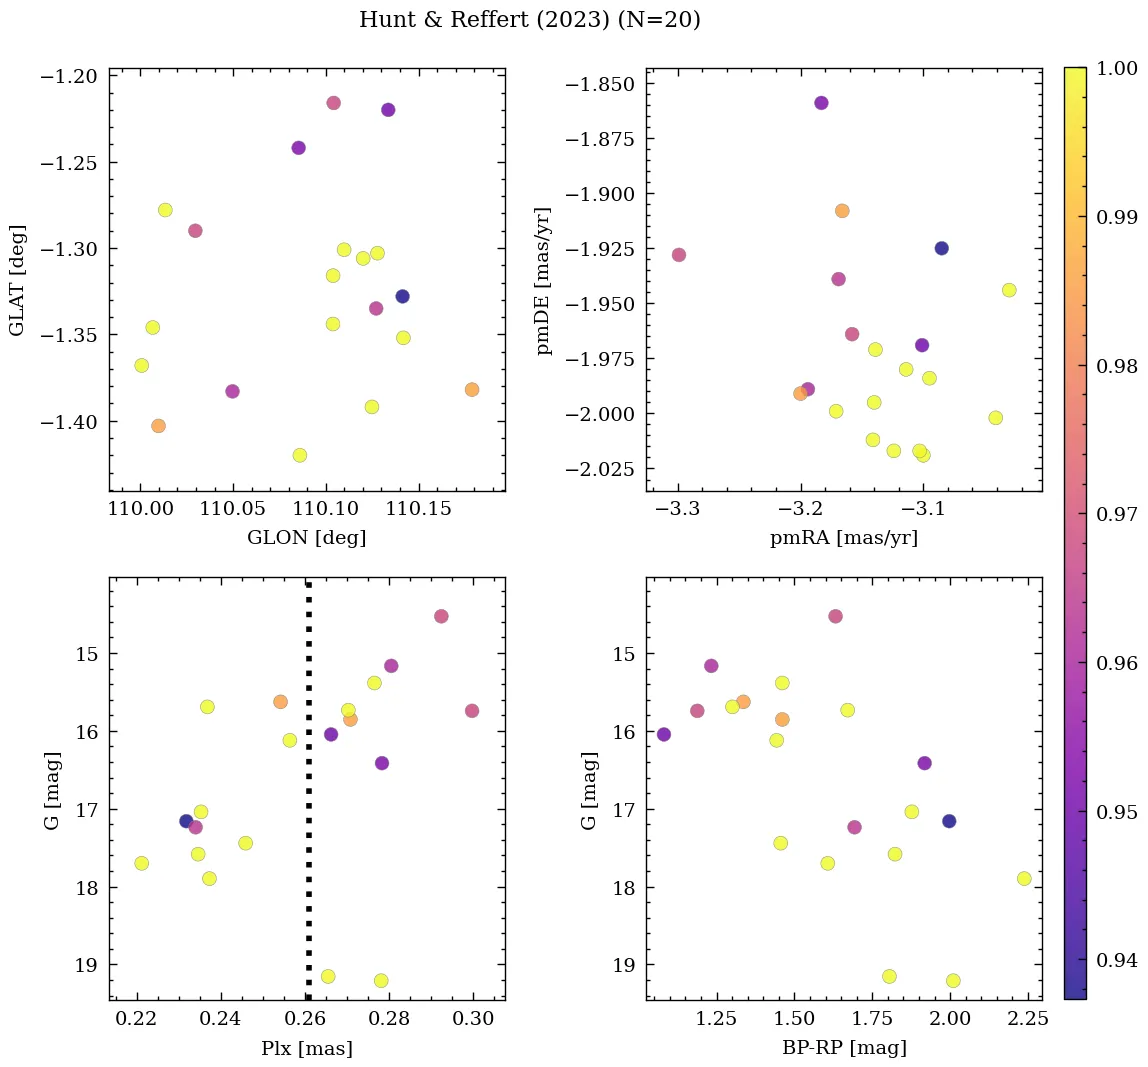 Hunt & Reffert (2023) (N=20)
−1.20
−1.25
−1.30
−1.35
−1.40
GLAT [deg]
110.00 110.05 110.10 110.15
GLON [deg]
−1.850
−1.875
−1.900
−1.925
−1.950
−1.975
−2.000
−2.025
pmDE [mas/yr]
−3.3 −3.2 −3.1
pmRA [mas/yr]
15
16
17
18
19
G [mag]
0.22 0.24 0.26 0.28 0.30
Plx [mas]
15
16
17
18
19
G [mag]
1.25 1.50 1.75 2.00 2.25
BP-RP [mag]
1.00
0.99
0.98
0.97
0.96
0.95
0.94